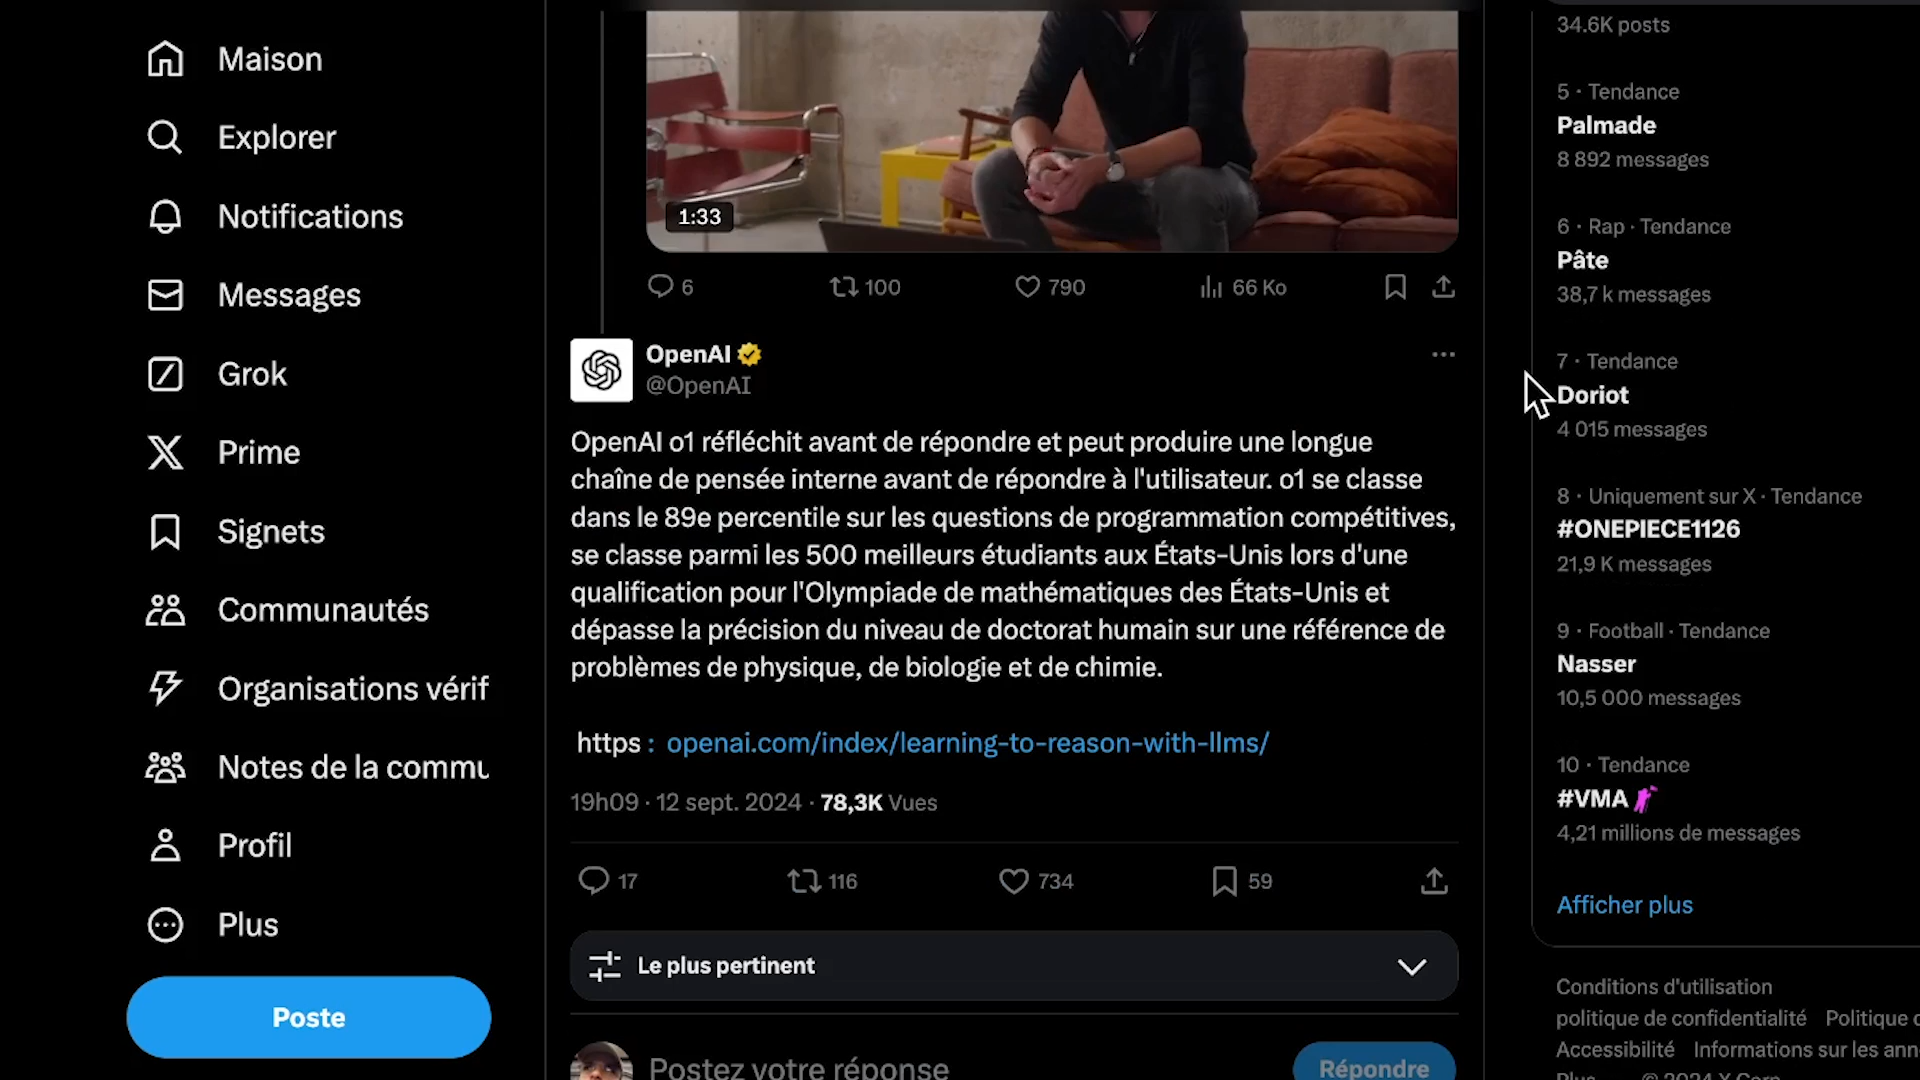 Maison
Explorer
Notifications
Messages
Grok
Prime
Signets
Communautés
Organisations vérif
Notes de la commu
Profil
Plus
Poste
1:33
6
100
790
66 Ko
OpenAI
@OpenAI
OpenAI o1 réfléchit avant de répondre et peut produire une longue
chaîne de pensée interne avant de répondre à l'utilisateur. o1 se classe
dans le 89e percentile sur les questions de programmation compétitives,
se classe parmi les 500 meilleurs étudiants aux États-Unis lors d'une
qualification pour l'Olympiade de mathématiques des États-Unis et
dépasse la précision du niveau de doctorat humain sur une référence de
problèmes de physique, de biologie et de chimie.
https : openai.com/index/learning-to-reason-with-llms/
19h09 · 12 sept. 2024 · 78,3K Vues
17
116
734
59
Le plus pertinent
Postez votre réponse
Répondre
34.6K posts
5 · Tendance
Palmade
8 892 messages
6 · Rap · Tendance
Pâte
38,7 k messages
7 · Tendance
Doriot
4 015 messages
8 · Uniquement sur X · Tendance
#ONEPIECE1126
21,9 K messages
9 · Football · Tendance
Nasser
10,5 000 messages
10 · Tendance
#VMA
4,21 millions de messages
Afficher plus
Conditions d'utilisation
politique de confidentialité Politique
Accessibilité Informations sur les ann
Plus ... © 2024 X Corp.